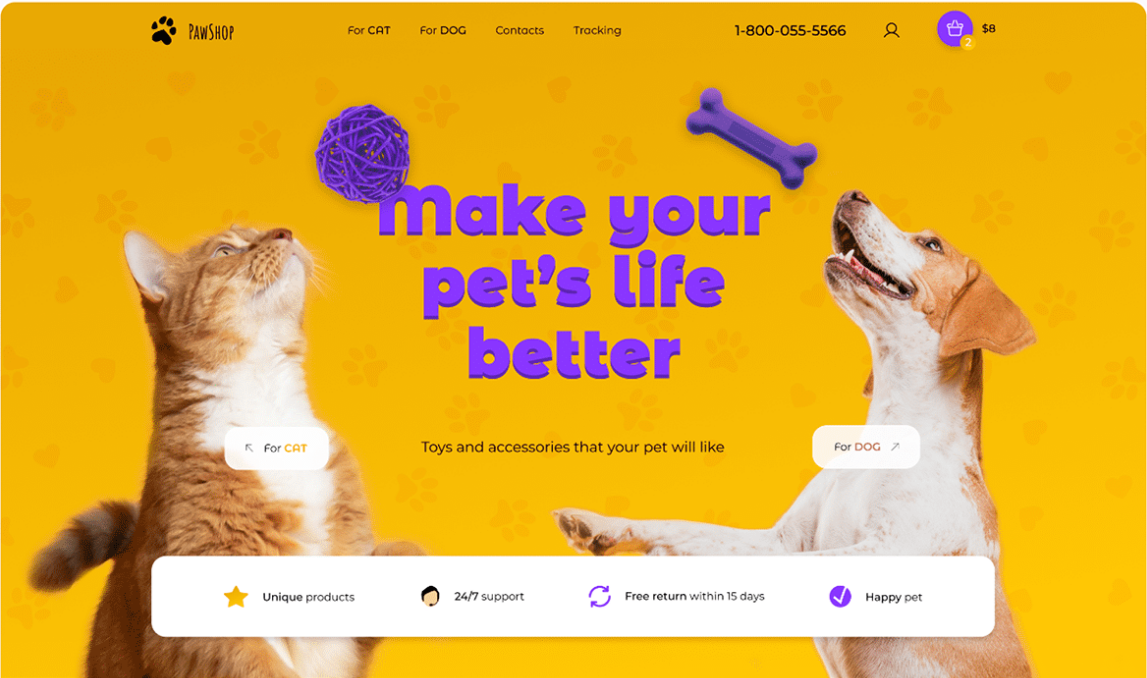 PAWSHOP
For CAT
For DOG
Contacts
Tracking
1-800-055-5566
2
$8
Make your
pet’s life
better
For CAT
Toys and accessories that your pet will like
For DOG
Unique products
24/7 support
Free return within 15 days
Happy pet